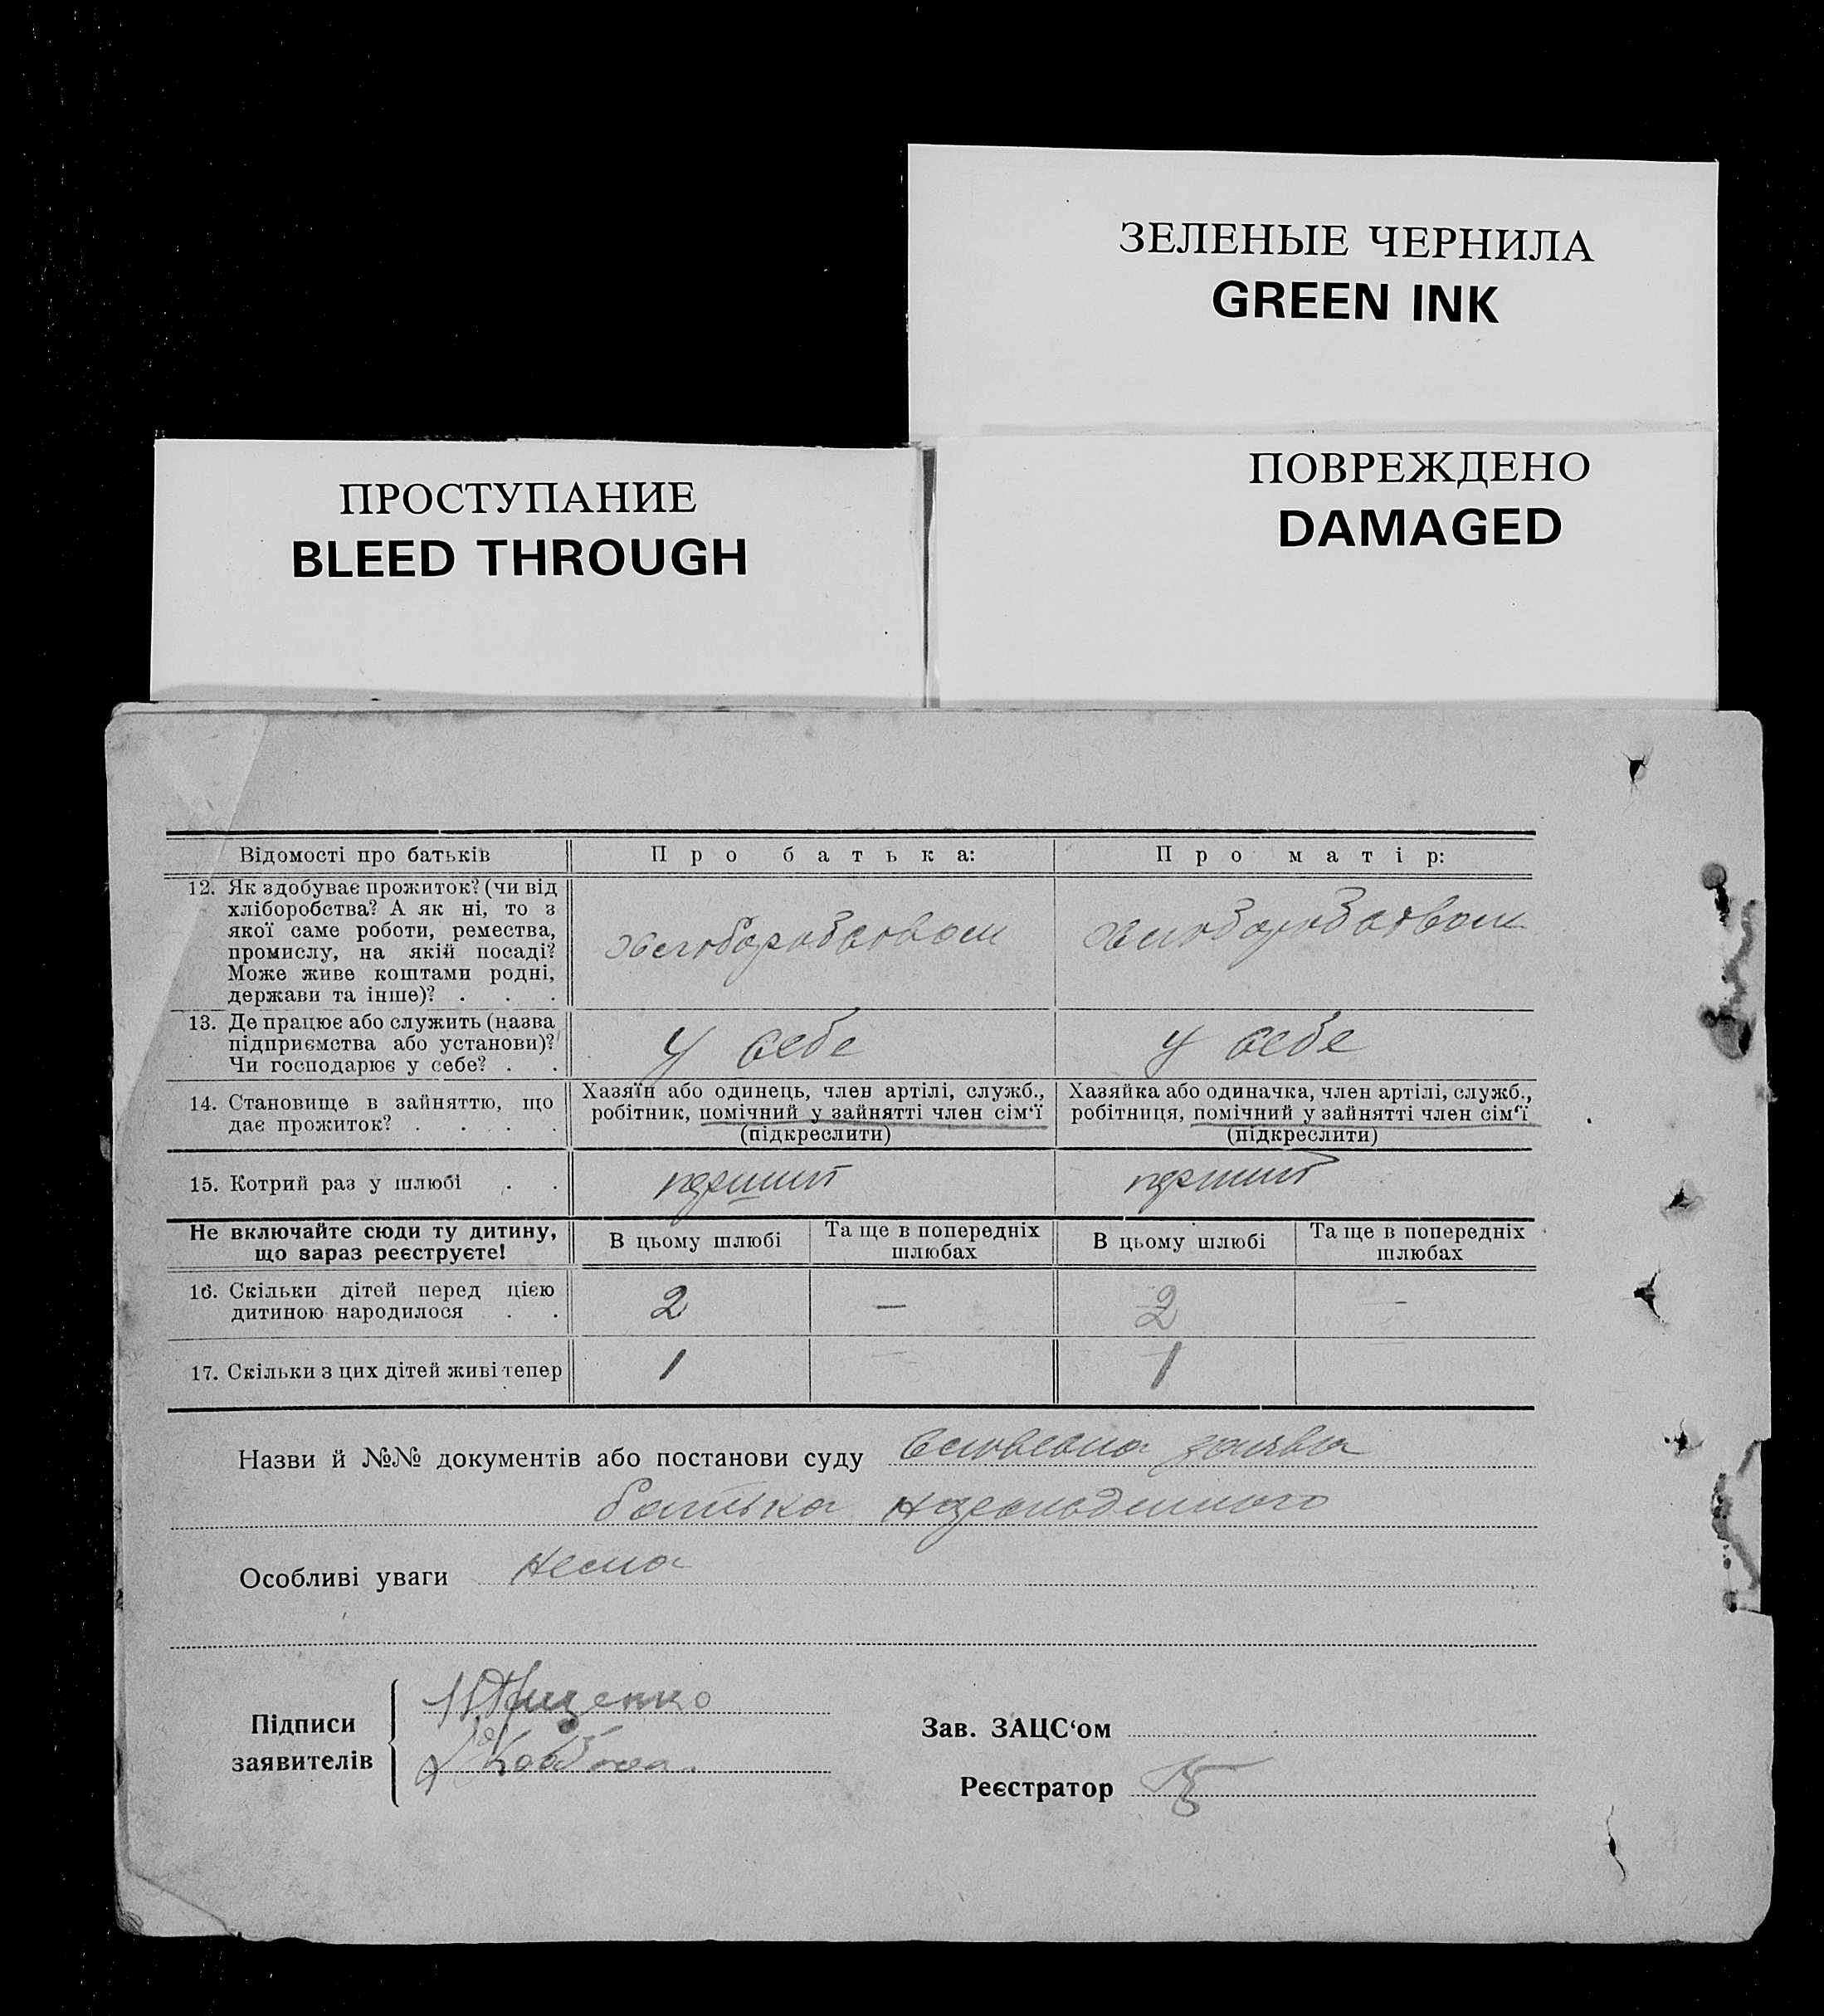 ЗЕЛЕНЫЕ ЧЕРНИЛА
GREEN INK
ПРОСТУПАНИЕ
BLEED THROUGH
ПОВРЕЖДЕНО
DAMAGED
Відомості про батьків
Про батька:
Про матір:
12. Як здобуває прожиток? (чи від
хліборобства? А як ні, то з
якої саме роботи, ремества,
промислу, на якій посаді?
Може живе коштами родні,
держави та інше)? . . .
хліборобством
хліборобством
13. Де працює або служить (назва
підприємства або установи)?
Чи господарює у себе? . .
у себе
у себе
14. Становище в зайняттю, що
дає прожиток? . . . .
Хазяїн або одинець, член артілі, служб.,
робітник, помічний у зайнятті член сім‘ї
(підкреслити)
Хазяйка або одиначка, член артілі, служб.,
робітниця, помічний у зайнятті член сім‘ї
(підкреслити)
15. Котрий раз у шлюбі . .
перший
перший
Не включайте сюди ту дитину,
що зараз реєструєте!
В цьому шлюбі
Та ще в попередніх
шлюбах
В цьому шлюбі
Та ще в попередніх
шлюбах
16. Скільки дітей перед цією
дитиною народилося . .
2
—
2
-
17. Скільки з цих дітей живі тепер
1
1
Назви й №№ документів або постанови суду словесна заява
батька
Особливі уваги нема
Підписи
заявителів
Зав. ЗАЦС‘ом
Реєстратор